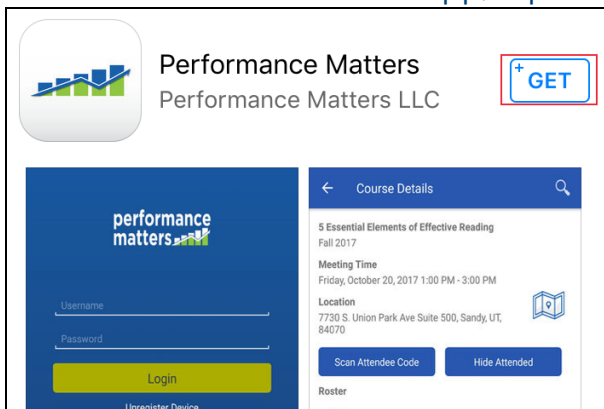 Performance Matters
Performance Matters LLC
+
GET
performance
matters
Username
Password
Login
Unregister Device
Course Details
5 Essential Elements of Effective Reading
Fall 2017
Meeting Time
Friday, October 20, 2017 1:00 PM - 3:00 PM
Location
7730 S. Union Park Ave Suite 500, Sandy, UT,
84070
Scan Attendee Code
Hide Attended
Roster